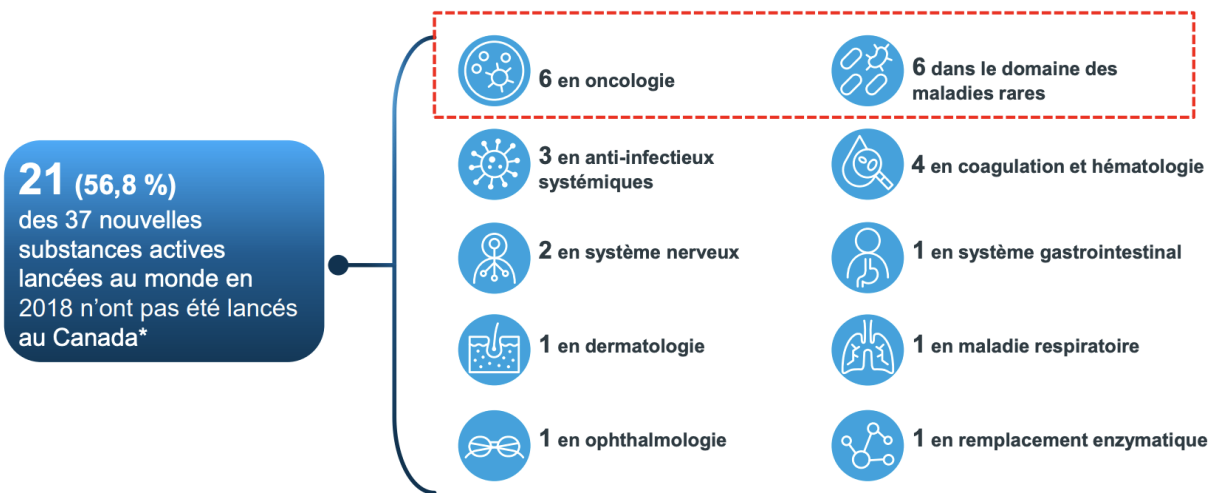 21 (56,8 %)
des 37 nouvelles
substances actives
lancées au monde en
2018 n'ont pas été lancés
au Canada*
6 en oncologie
6 dans le domaine des
maladies rares
3 en anti-infectieux
systémiques
4 en coagulation et hématologie
2 en système nerveux
1 en système gastrointestinal
1 en dermatologie
1 en maladie respiratoire
1 en ophthalmologie
1 en remplacement enzymatique